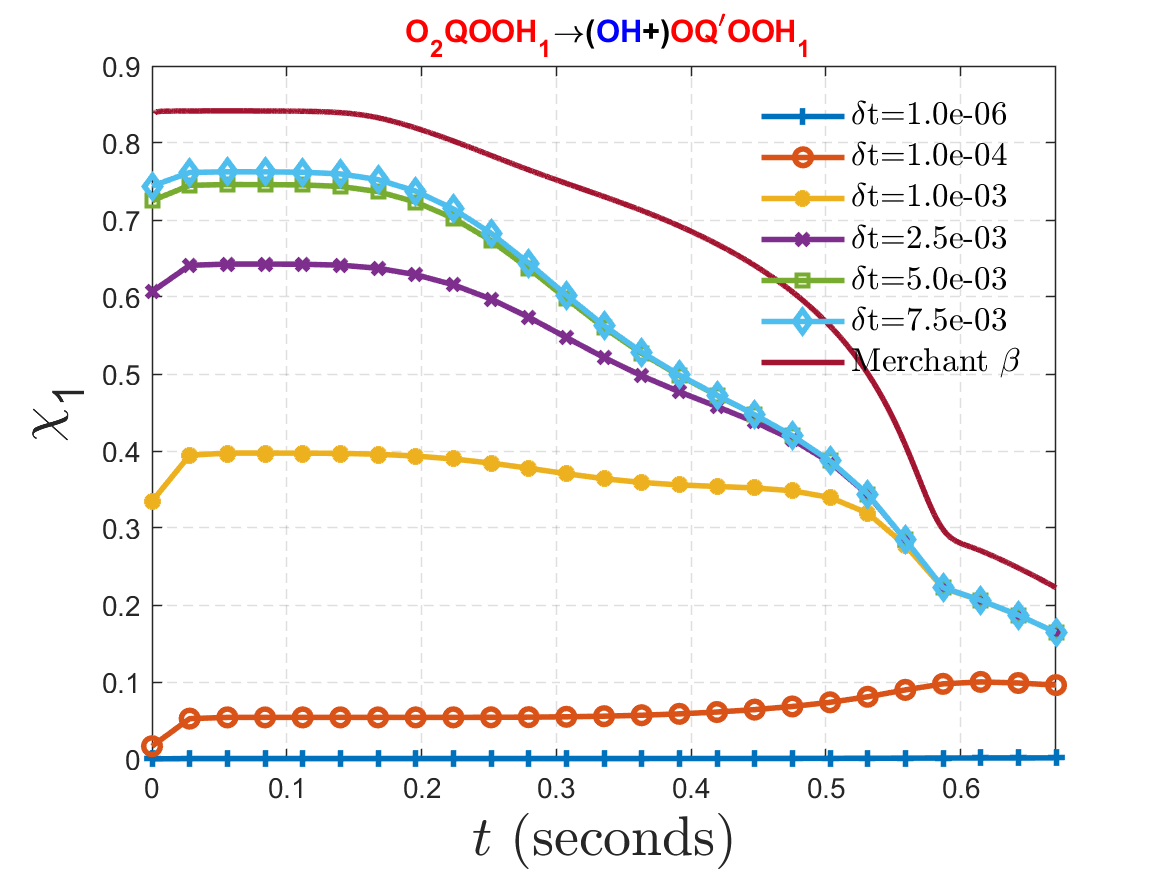 O₂QOOH₁→(OH+)OQ′OOH₁
χ₁
0.9
0.8
0.7
0.6
0.5
0.4
0.3
0.2
0.1
0
δt=1.0e-06
δt=1.0e-04
δt=1.0e-03
δt=2.5e-03
δt=5.0e-03
δt=7.5e-03
Merchant β
0 0.1 0.2 0.3 0.4 0.5 0.6
t (seconds)